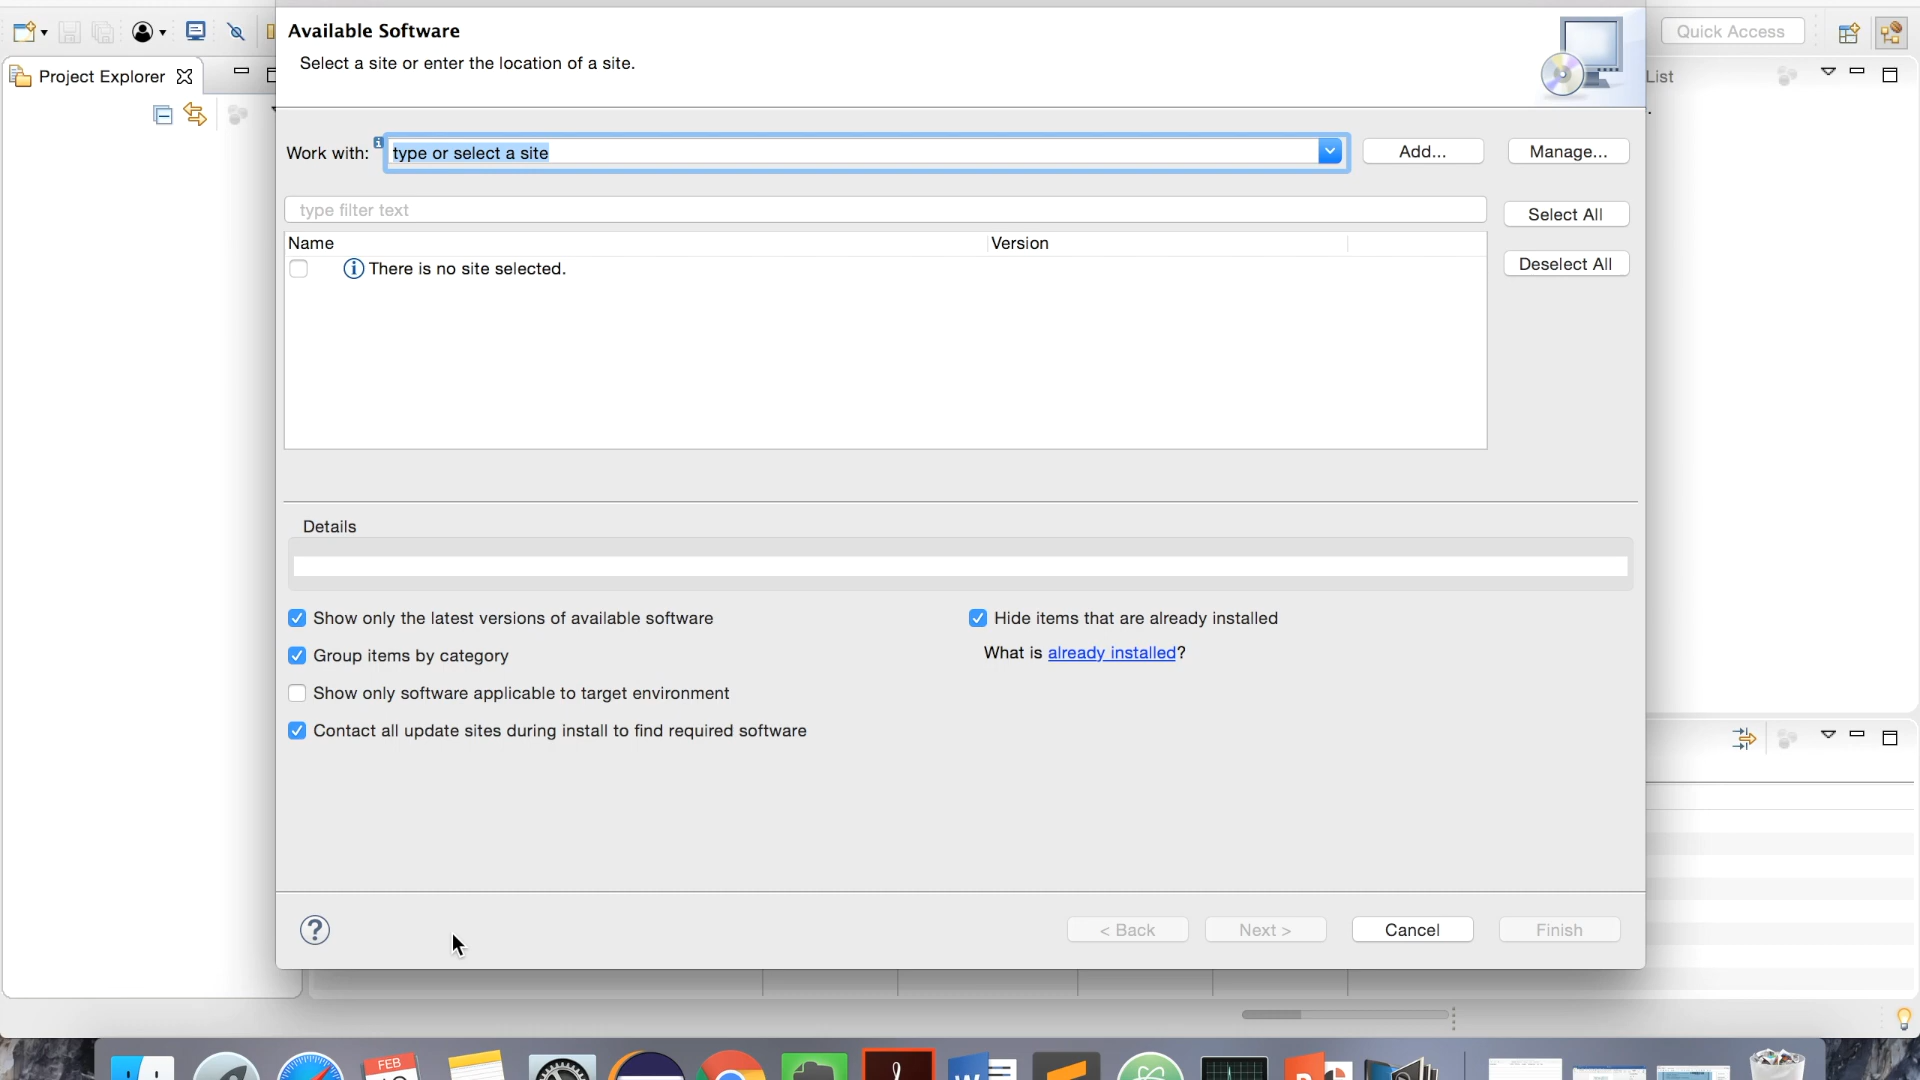 Available Software
Select a site or enter the location of a site.
Quick Access
Project Explorer
List
Work with:
type or select a site
Add...
Manage...
type filter text
Select All
Name
Version
There is no site selected.
Deselect All
Details
Show only the latest versions of available software
Hide items that are already installed
Group items by category
What is already installed?
Show only software applicable to target environment
Contact all update sites during install to find required software
?
< Back
Next >
Cancel
Finish
FEB